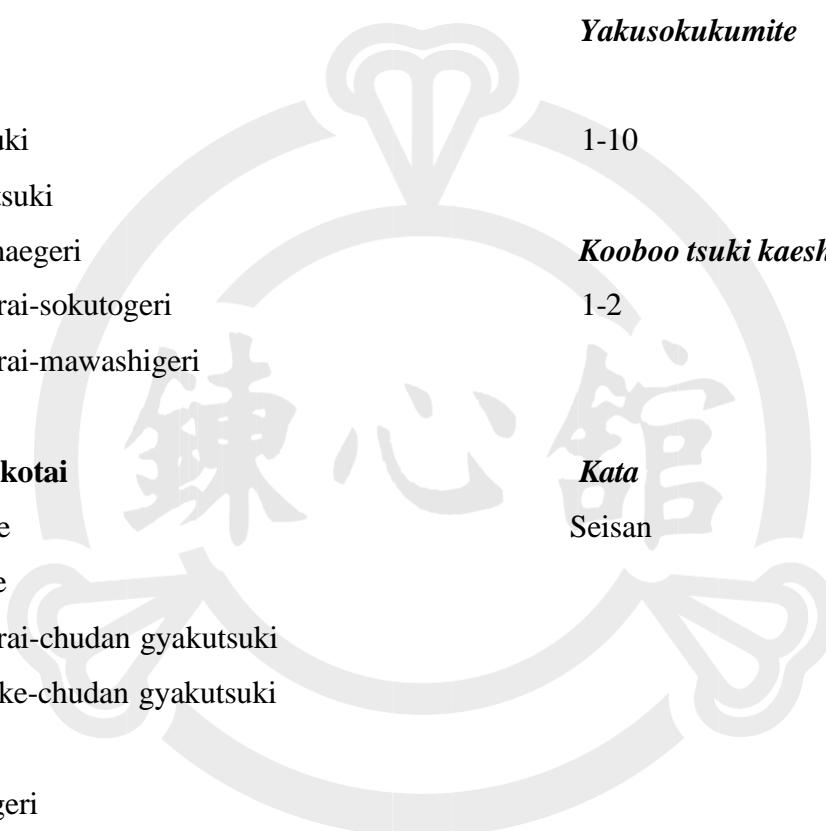 uki
tsuki
naegeri
rai-sokutogeri
rai-mawashigeri
kotai
e
e
rai-chudan gyakutsuki
ke-chudan gyakutsuki
geri
Yakusokukumite
1-10
Kooboo tsuki kaesh
1-2
Kata
Seisan
錬心舘